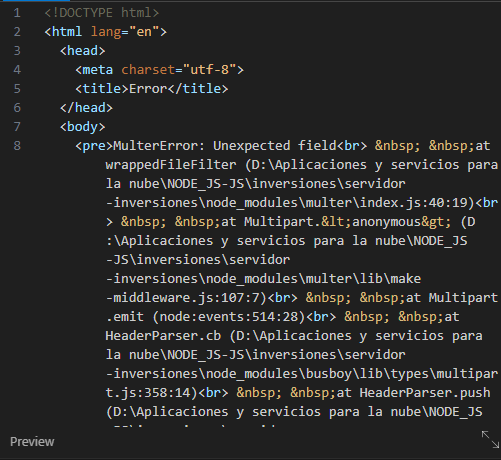 1 <!DOCTYPE html>
2 <html lang="en">
3 <head>
4 <meta charset="utf-8">
5 <title>Error</title>
6 </head>
7 <body>
8 <pre>MulterError: Unexpected field<br> &nbsp; &nbsp;at
wrappedFileFilter (D:\Aplicaciones y servicios para
la nube\NODE_JS-JS\inversiones\servidor
-inversiones\node_modules\multer\index.js:40:19)<br
> &nbsp; &nbsp;at Multipart.&lt;anonymous&gt; (D
:\Aplicaciones y servicios para la nube\NODE_JS
-JS\inversiones\servidor
-inversiones\node_modules\multer\lib\make
-middleware.js:107:7)<br> &nbsp; &nbsp;at Multipart
.emit (node:events:514:28)<br> &nbsp; &nbsp;at
HeaderParser.cb (D:\Aplicaciones y servicios para
la nube\NODE_JS-JS\inversiones\servidor
-inversiones\node_modules\busboy\lib\types\multipar
t.js:358:14)<br> &nbsp; &nbsp;at HeaderParser.push
(D:\Aplicaciones y servicios para la nube\NODE_JS
Preview